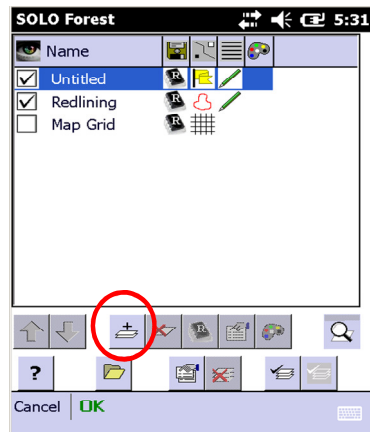 SOLO Forest 5:31
Name
Untitled R
Redlining R
Map Grid R
R
?
Cancel OK